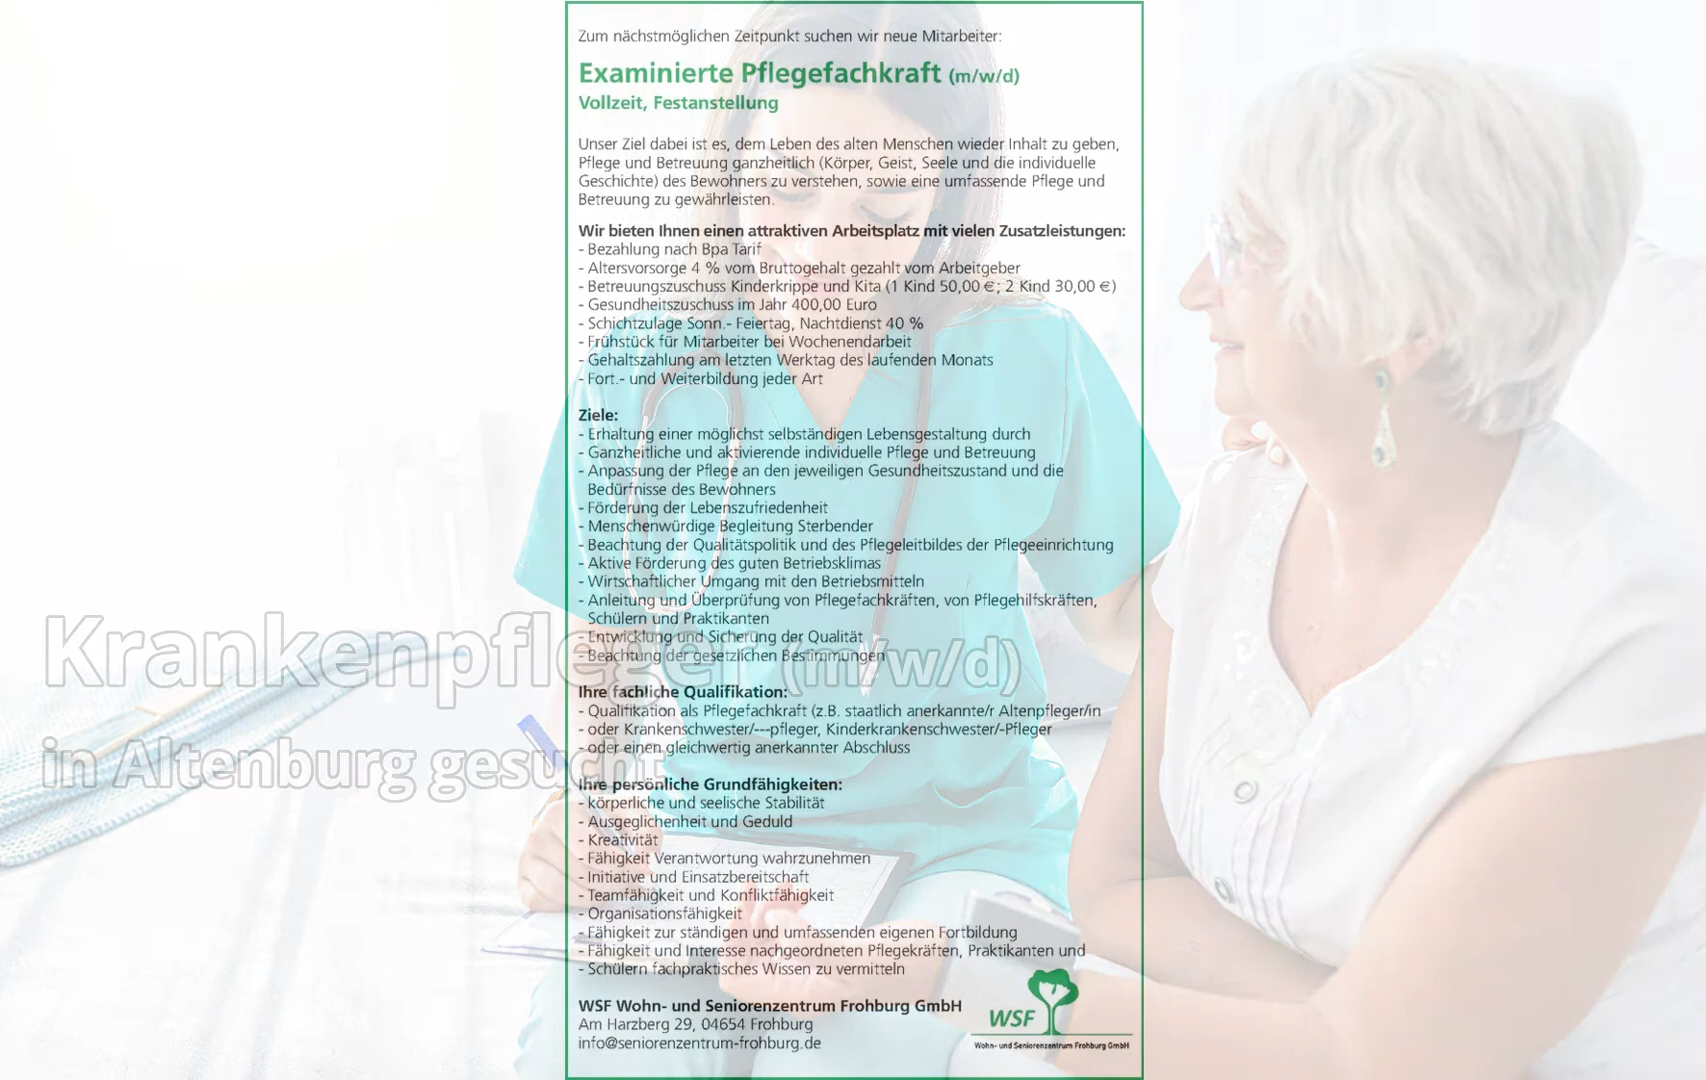 Zum nächstmöglichen Zeitpunkt suchen wir neue Mitarbeiter:
Examinierte Pflegefachkraft (m/w/d)
Vollzeit, Festanstellung
Unser Ziel dabei ist es, dem Leben des alten Menschen wieder Inhalt zu geben,
Pflege und Betreuung ganzheitlich (Körper, Geist, Seele und die individuelle
Geschichte) des Bewohners zu verstehen, sowie eine umfassende Pflege und
Betreuung zu gewährleisten.
Wir bieten Ihnen einen attraktiven Arbeitsplatz mit vielen Zusatzleistungen:
- Bezahlung nach Bpa Tarif
- Altersvorsorge 4 % vom Bruttogehalt gezahlt vom Arbeitgeber
- Betreuungszuschuss Kinderkrippe und Kita (1 Kind 50,00 €; 2 Kind 30,00 €)
- Gesundheitszuschuss im Jahr 400,00 Euro
- Schichtzulage Sonn.- Feiertag, Nachtdienst 40 %
- Frühstück für Mitarbeiter bei Wochenendarbeit
- Gehaltszahlung am letzten Werktag des laufenden Monats
- Fort.- und Weiterbildung jeder Art
Ziele:
- Erhaltung einer möglichst selbständigen Lebensgestaltung durch
- Ganzheitliche und aktivierende individuelle Pflege und Betreuung
- Anpassung der Pflege an den jeweiligen Gesundheitszustand und die
Bedürfnisse des Bewohners
- Förderung der Lebenszufriedenheit
- Menschenwürdige Begleitung Sterbender
- Beachtung der Qualitätspolitik und des Pflegeleitbildes der Pflegeeinrichtung
- Aktive Förderung des guten Betriebsklimas
- Wirtschaftlicher Umgang mit den Betriebsmitteln
- Anleitung und Überprüfung von Pflegefachkräften, von Pflegehilfskräften,
Schülern und Praktikanten
- Entwicklung und Sicherung der Qualität
- Beachtung der gesetzlichen Bestimmungen
Krankenpfleger (m/w/d)
in Altenburg gesucht
Ihre fachliche Qualifikation:
- Qualifikation als Pflegefachkraft (z.B. staatlich anerkannte/r Altenpfleger/in
- oder Krankenschwester/---pfleger, Kinderkrankenschwester/-Pfleger
- oder einen gleichwertig anerkannter Abschluss
Ihre persönliche Grundfähigkeiten:
- körperliche und seelische Stabilität
- Ausgeglichenheit und Geduld
- Kreativität
- Fähigkeit Verantwortung wahrzunehmen
- Initiative und Einsatzbereitschaft
- Teamfähigkeit und Konfliktfähigkeit
- Organisationsfähigkeit
- Fähigkeit zur ständigen und umfassenden eigenen Fortbildung
- Fähigkeit und Interesse nachgeordneten Pflegekräften, Praktikanten und
- Schülern fachpraktisches Wissen zu vermitteln
WSF Wohn- und Seniorenzentrum Frohburg GmbH
Am Harzberg 29, 04654 Frohburg
info@seniorenzentrum-frohburg.de
WSF
Wohn- und Seniorenzentrum Frohburg GmbH